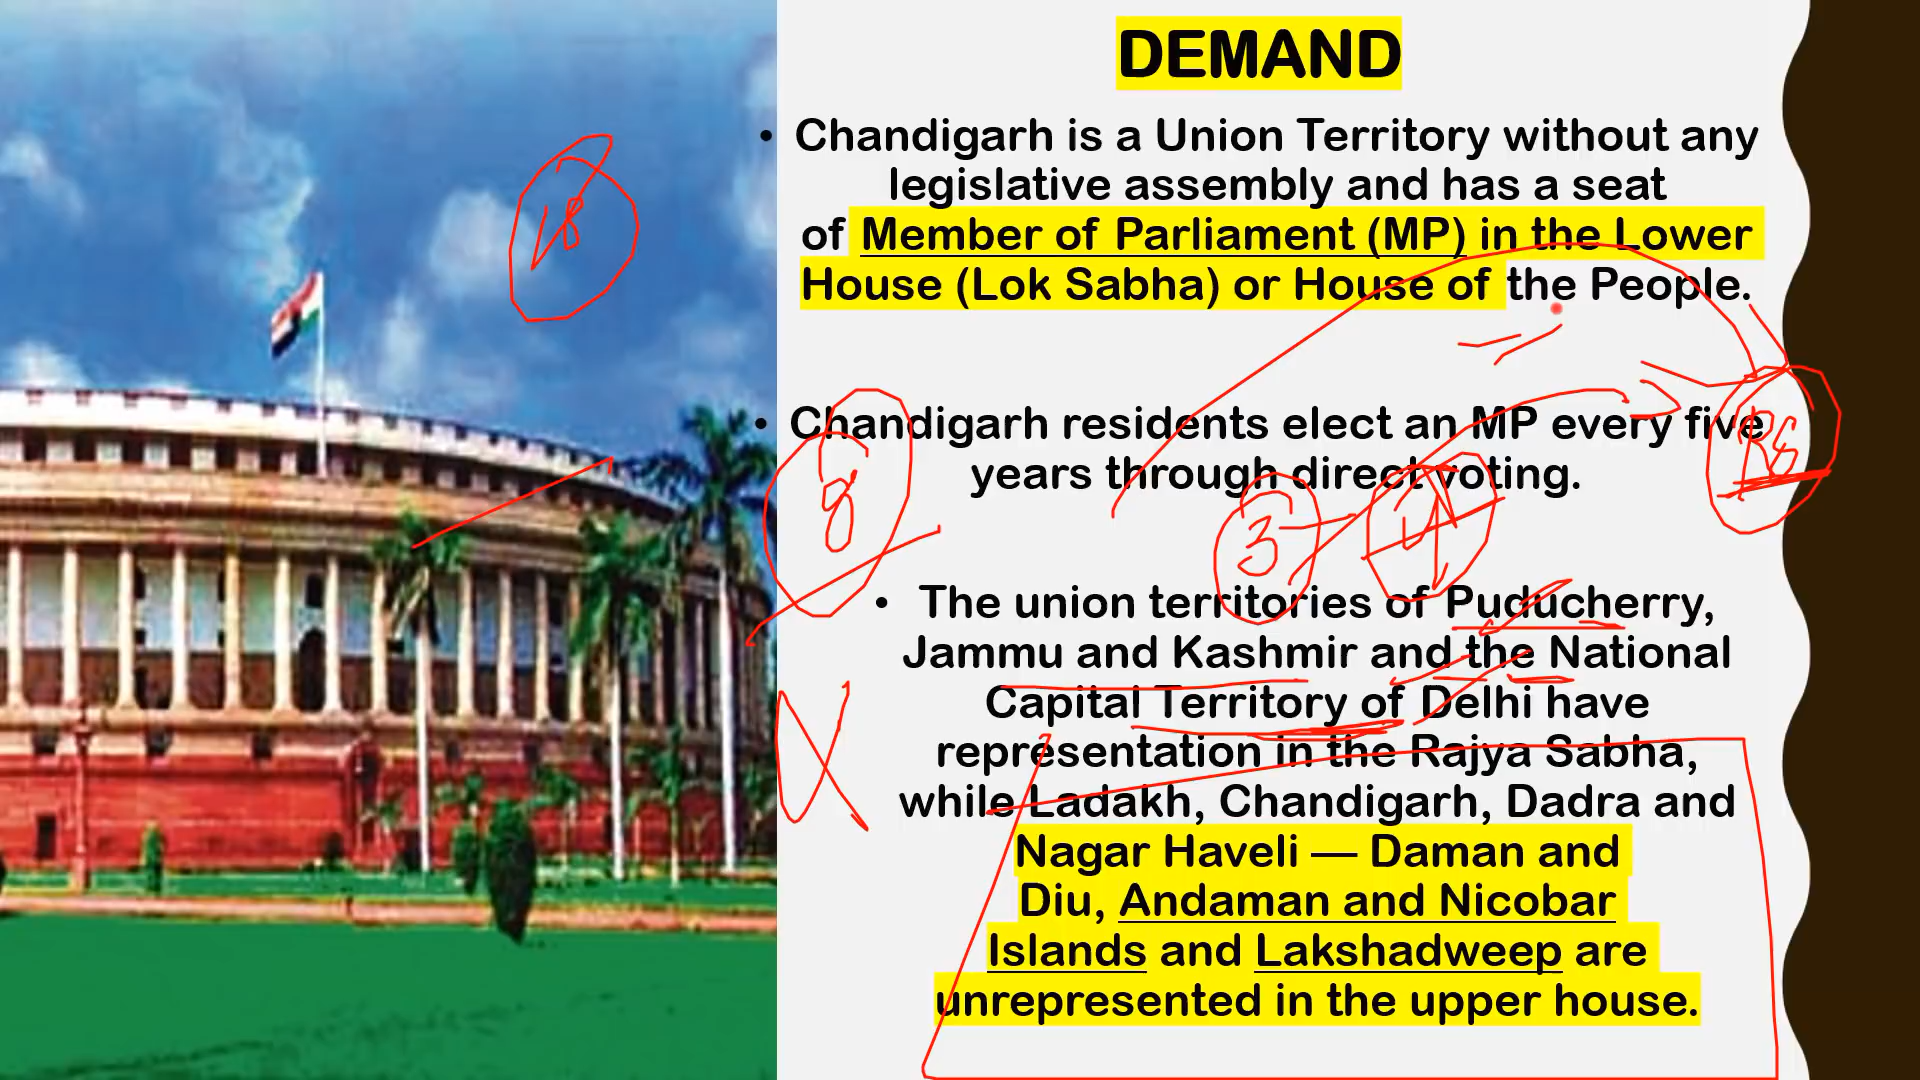 DEMAND
• Chandigarh is a Union Territory without any
legislative assembly and has a seat
of Member of Parliament (MP) in the Lower
House (Lok Sabha) or House of the People.
• Chandigarh residents elect an MP every five
years through direct voting.
• The union territories of Puducherry,
Jammu and Kashmir and the National
Capital Territory of Delhi have
representation in the Rajya Sabha,
while Ladakh, Chandigarh, Dadra and
Nagar Haveli — Daman and
Diu, Andaman and Nicobar
Islands and Lakshadweep are
unrepresented in the upper house.
18
8
3
RS